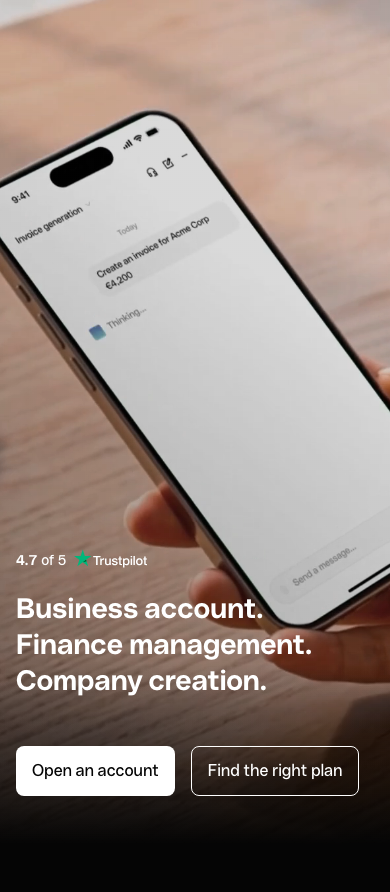 9:41
Invoice generation
Today
Create an invoice for Acme Corp
€4.200
Thinking...
Send a message...
4.7 of 5 Trustpilot
Business account.
Finance management.
Company creation.
Open an account
Find the right plan